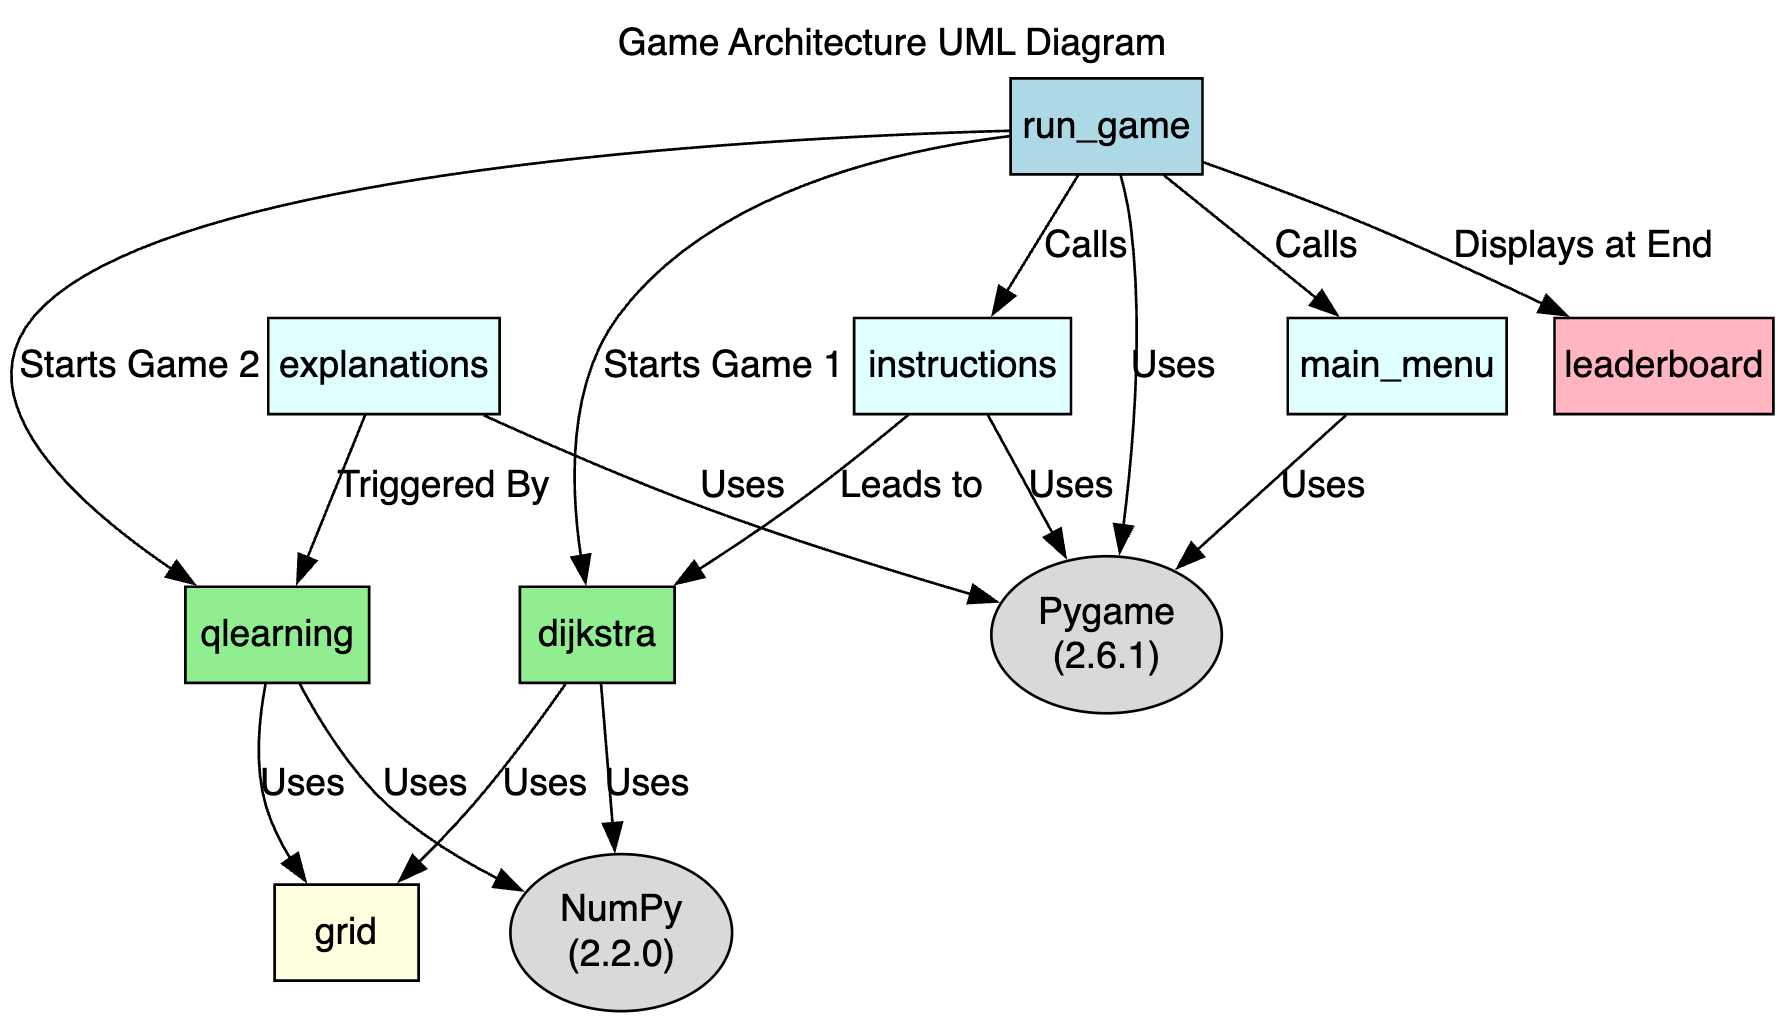 Game Architecture UML Diagram
run_game
Calls
Calls
Displays at End
Starts Game 2
explanations
Starts Game 1
instructions
Uses
main_menu
leaderboard
Triggered By
Uses
Leads to
Uses
Uses
qlearning
dijkstra
Pygame
(2.6.1)
Uses
Uses
Uses
Uses
grid
NumPy
(2.2.0)